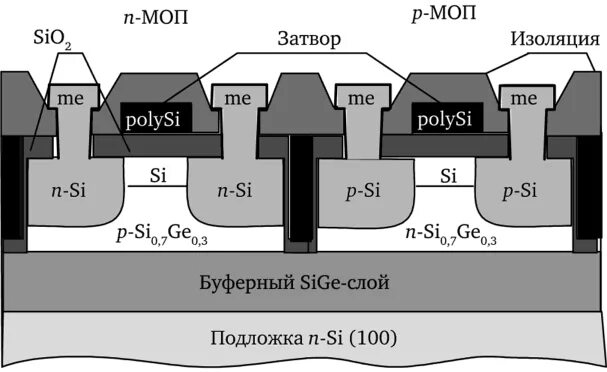 n-МОП
p-МОП
SiO2
Затвор
Изоляция
me
me
me
me
polySi
polySi
Si
Si
n-Si
n-Si
p-Si
p-Si
p-Si0,7Ge0,3
n-Si0,7Ge0,3
Буферный SiGe-слой
Подложка n-Si (100)